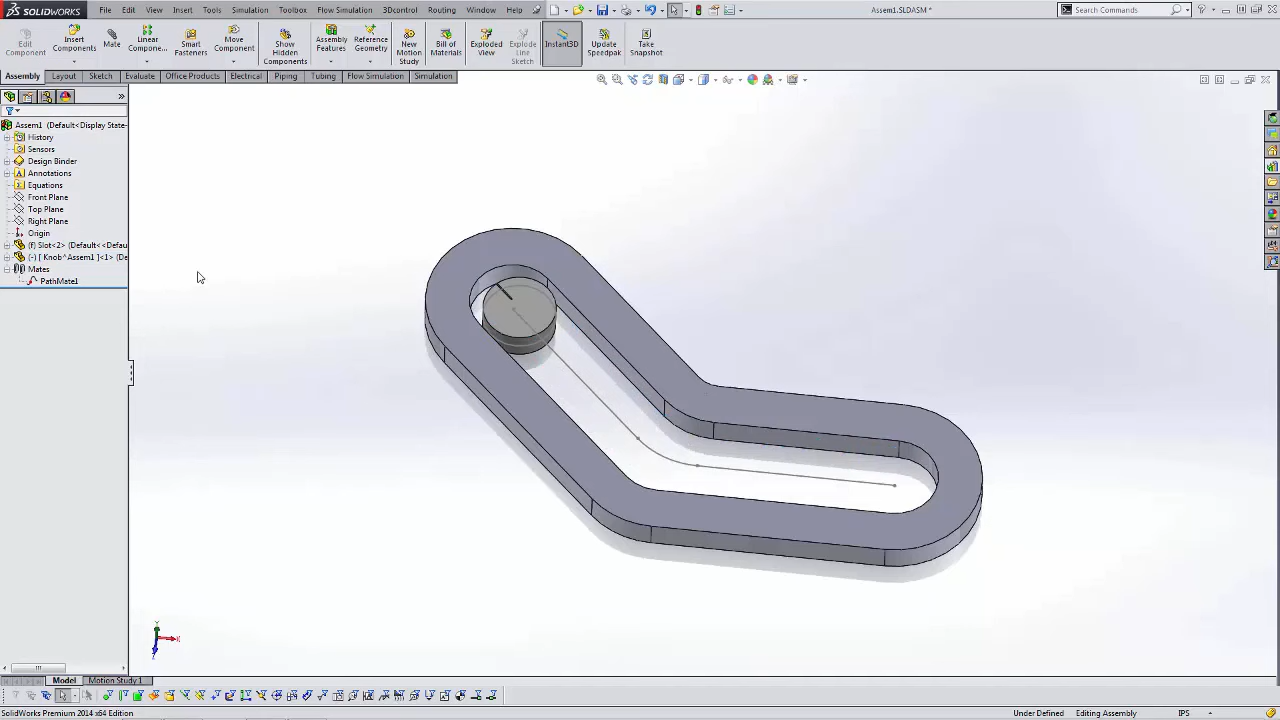 SOLIDWORKS File Edit View Insert Tools Simulation Toolbox Flow Simulation 3Dcontrol Routing Window Help Assem1.SLDASM * Search Commands
Edit Component
Insert Components
Mate
Linear Compone...
Smart Fasteners
Move Component
Show Hidden Components
Assembly Features
Reference Geometry
New Motion Study
Bill of Materials
Exploded View
Explode Line Sketch
Instant3D
Update Speedpak
Take Snapshot
Assembly Layout Sketch Evaluate Office Products Electrical Piping Tubing Flow Simulation Simulation
Assem1 (Default<Display State-
History
Sensors
Design Binder
Annotations
Equations
Front Plane
Top Plane
Right Plane
Origin
(f) Slot<2> (Default<<Defau
(-) [ Knob^Assem1 ]<1> (De
Mates
PathMate1
Y
X
Z
Model Motion Study 1
SolidWorks Premium 2014 x64 Edition Under Defined Editing Assembly IPS